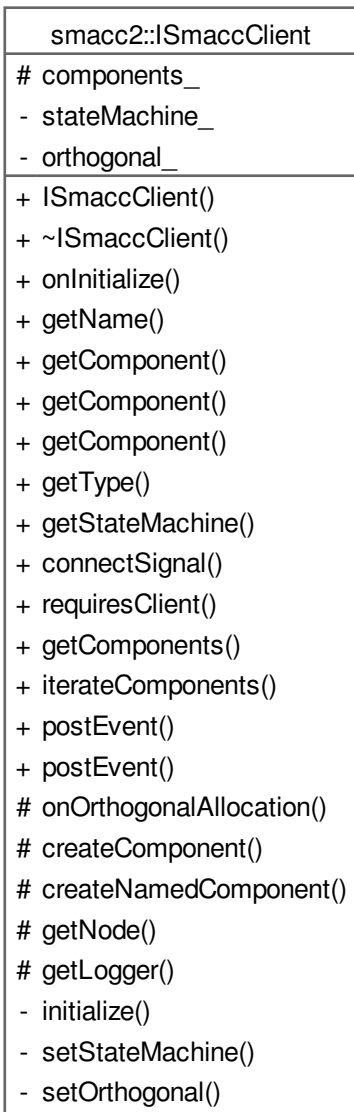 smacc2::ISmaccClient
# components_
- stateMachine_
- orthogonal_
+ ISmaccClient()
+ ~ISmaccClient()
+ onInitialize()
+ getName()
+ getComponent()
+ getComponent()
+ getComponent()
+ getType()
+ getStateMachine()
+ connectSignal()
+ requiresClient()
+ getComponents()
+ iterateComponents()
+ postEvent()
+ postEvent()
# onOrthogonalAllocation()
# createComponent()
# createNamedComponent()
# getNode()
# getLogger()
- initialize()
- setStateMachine()
- setOrthogonal()